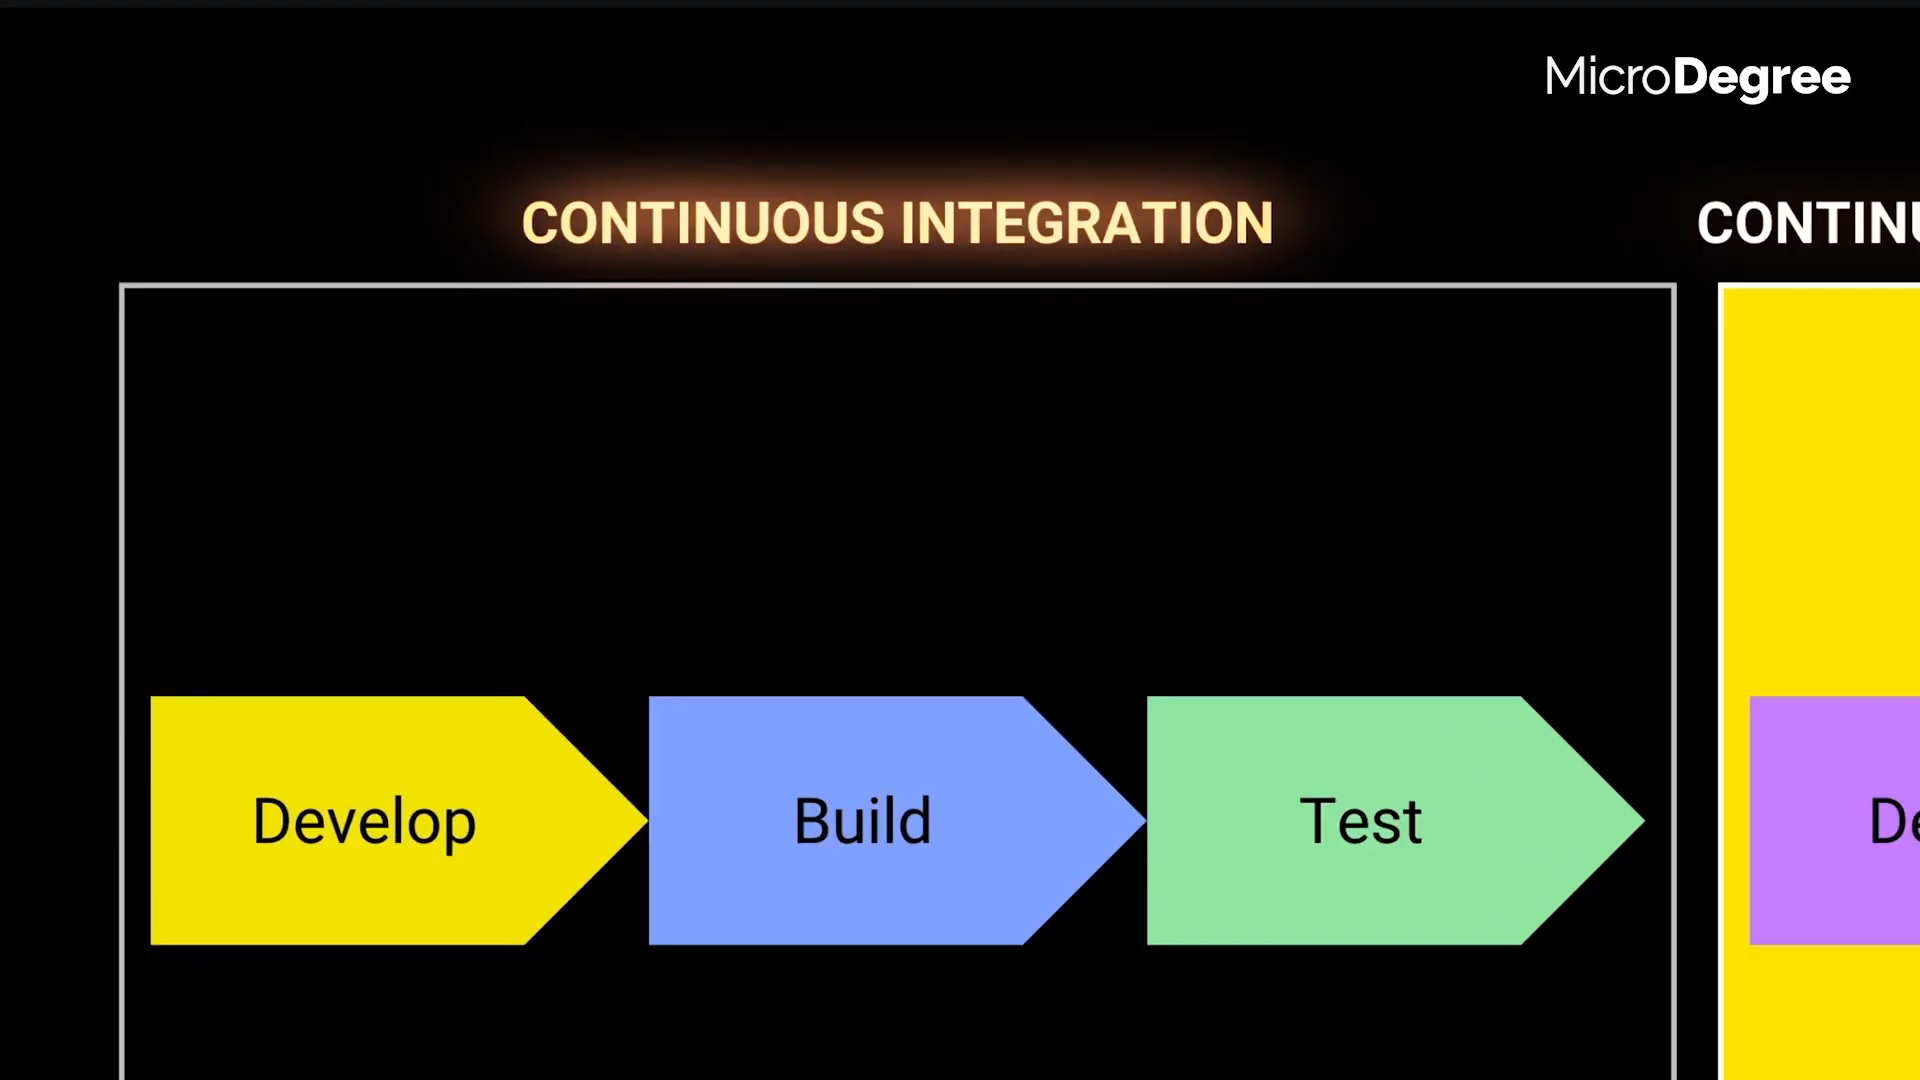 MicroDegree
CONTINUOUS INTEGRATION
Develop
Build
Test